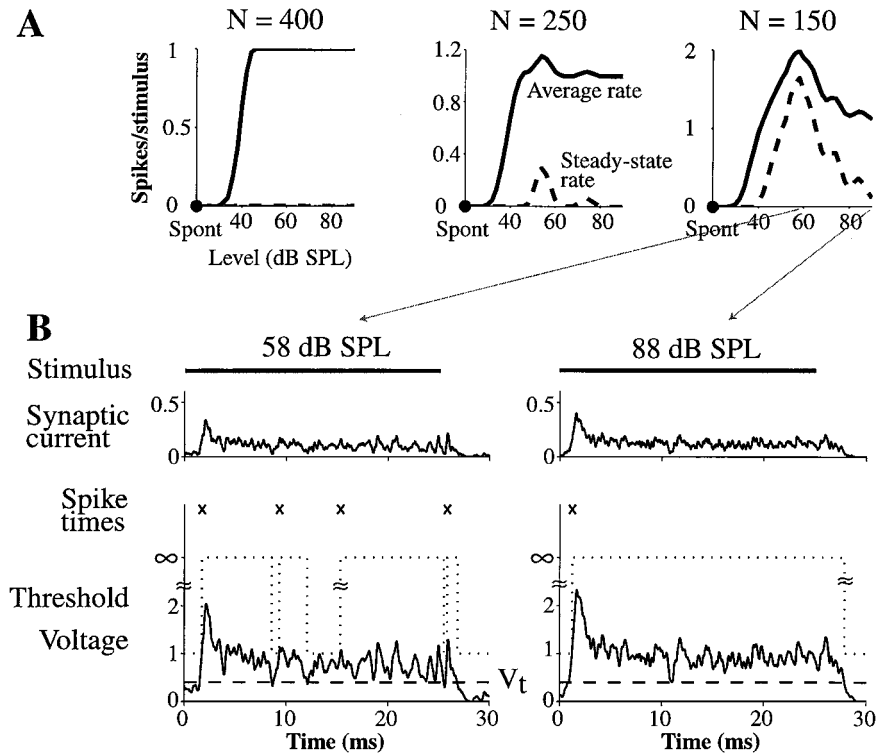 A
N = 400
N = 250
N = 150
Spikes/stimulus
1
0.5
0
Spont
40
60
80
Level (dB SPL)
1.2
0.8
0.4
0
Average rate
Steady-state
rate
Spont
40
60
80
2
1
0
Spont
40
60
80
B
58 dB SPL
88 dB SPL
Stimulus
Synaptic
current
0.5
0
0.5
0
Spike
times
x x x x
x
∞
∞
≈ ≈
≈ ≈
Threshold
Voltage
2
1
0
2
1
0
Vt
0
10
20
30
Time (ms)
0
10
20
30
Time (ms)